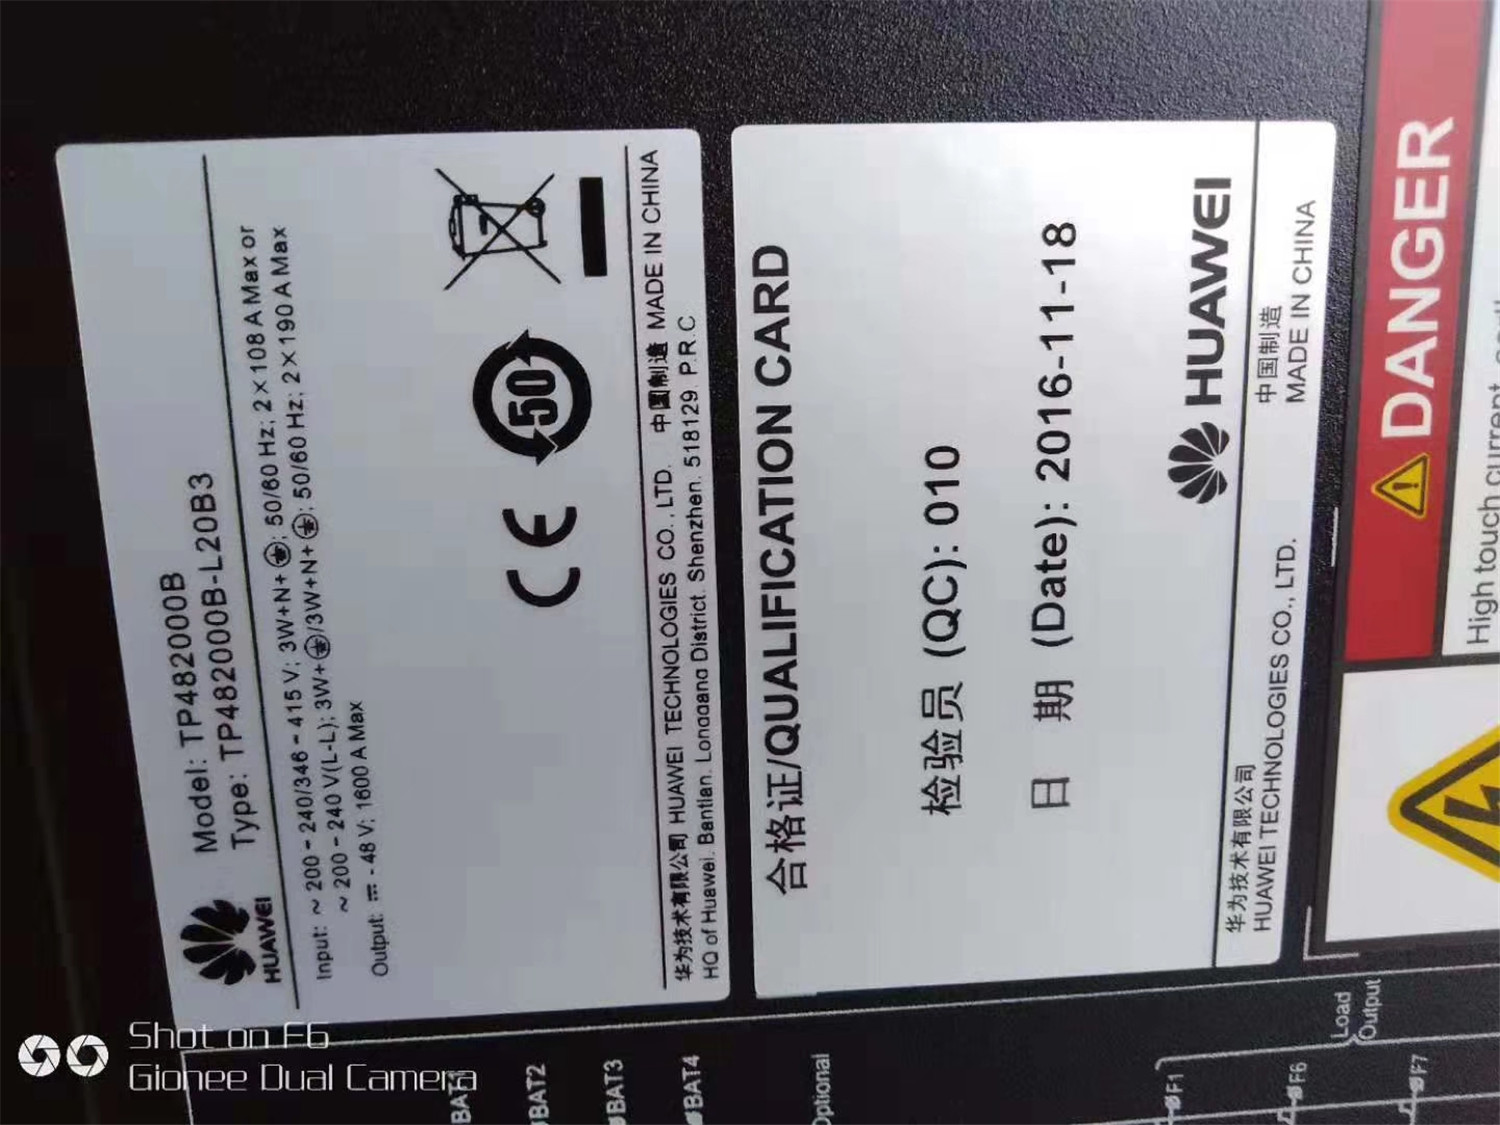 HUAWEI
Model: TP482000B
Type: TP482000B-L20B3
Input: ~ 200-240/346-415 V; 3W+N+⏚; 50/60 Hz; 2×108 A Max or
~ 200-240 V(L-L); 3W+⏚/3W+N+⏚; 50/60 Hz; 2×190 A Max
Output: ⎓ -48 V; 1600 A Max
CE
50
华为技术有限公司 HUAWEI TECHNOLOGIES CO., LTD. 中国制造 MADE IN CHINA
HQ of Huawei. Bantian. Longgang District. Shenzhen. 518129 P.R.C
合格证/QUALIFICATION CARD
检验员 (QC): 010
日 期 (Date): 2016-11-18
HUAWEI
华为技术有限公司 中国制造
HUAWEI TECHNOLOGIES CO., LTD. MADE IN CHINA
DANGER
High touch current
BAT1
BAT2
BAT3
BAT4
Optional
F1
F6
F7
Load
Output
Shot on F6
Gionee Dual Camera